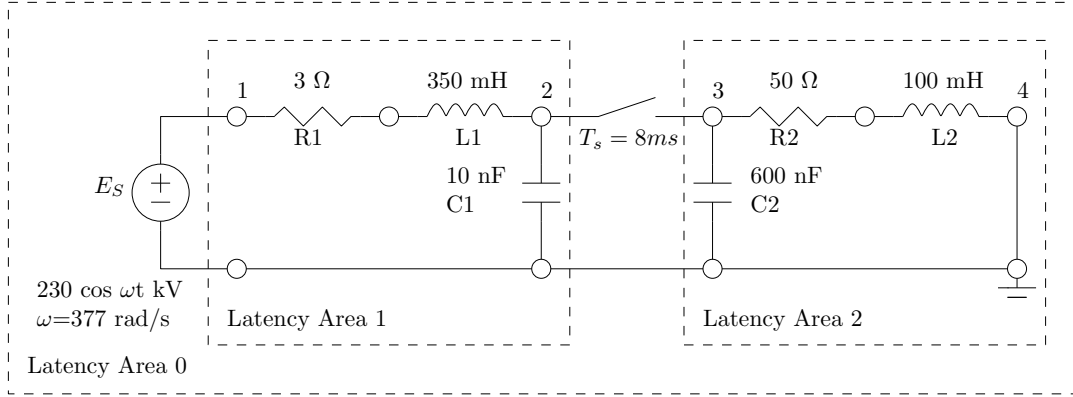 1
3 Ω
350 mH
2
3
50 Ω
100 mH
4
R1
L1
T_s = 8ms
R2
L2
E_S
+
−
10 nF
C1
600 nF
C2
230 cos ωt kV
ω=377 rad/s
Latency Area 1
Latency Area 2
Latency Area 0